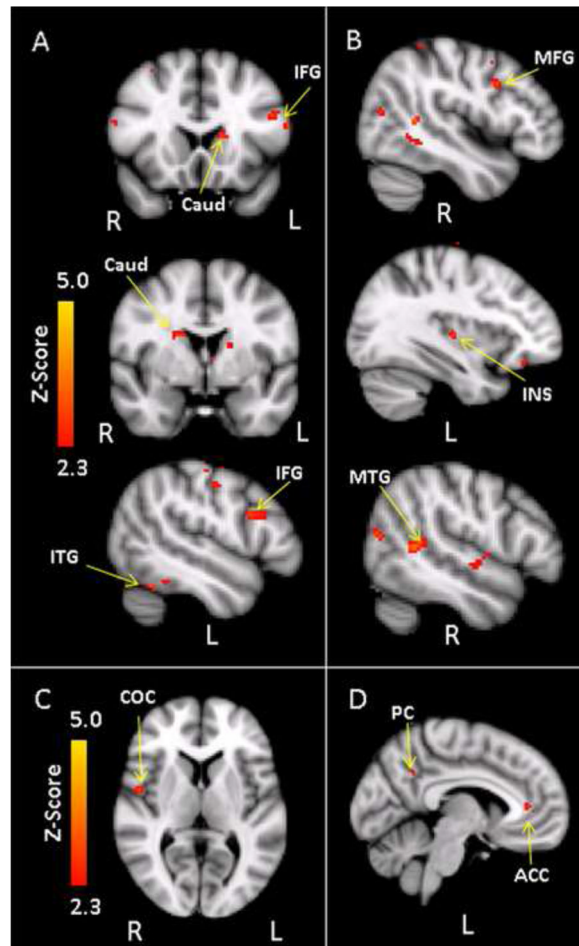 A
IFG
Caud
R
L
Caud
5.0
Z-Score
2.3
R
L
IFG
ITG
L
B
MFG
R
INS
L
MTG
R
C
COC
5.0
Z-Score
2.3
R
L
D
PC
ACC
L